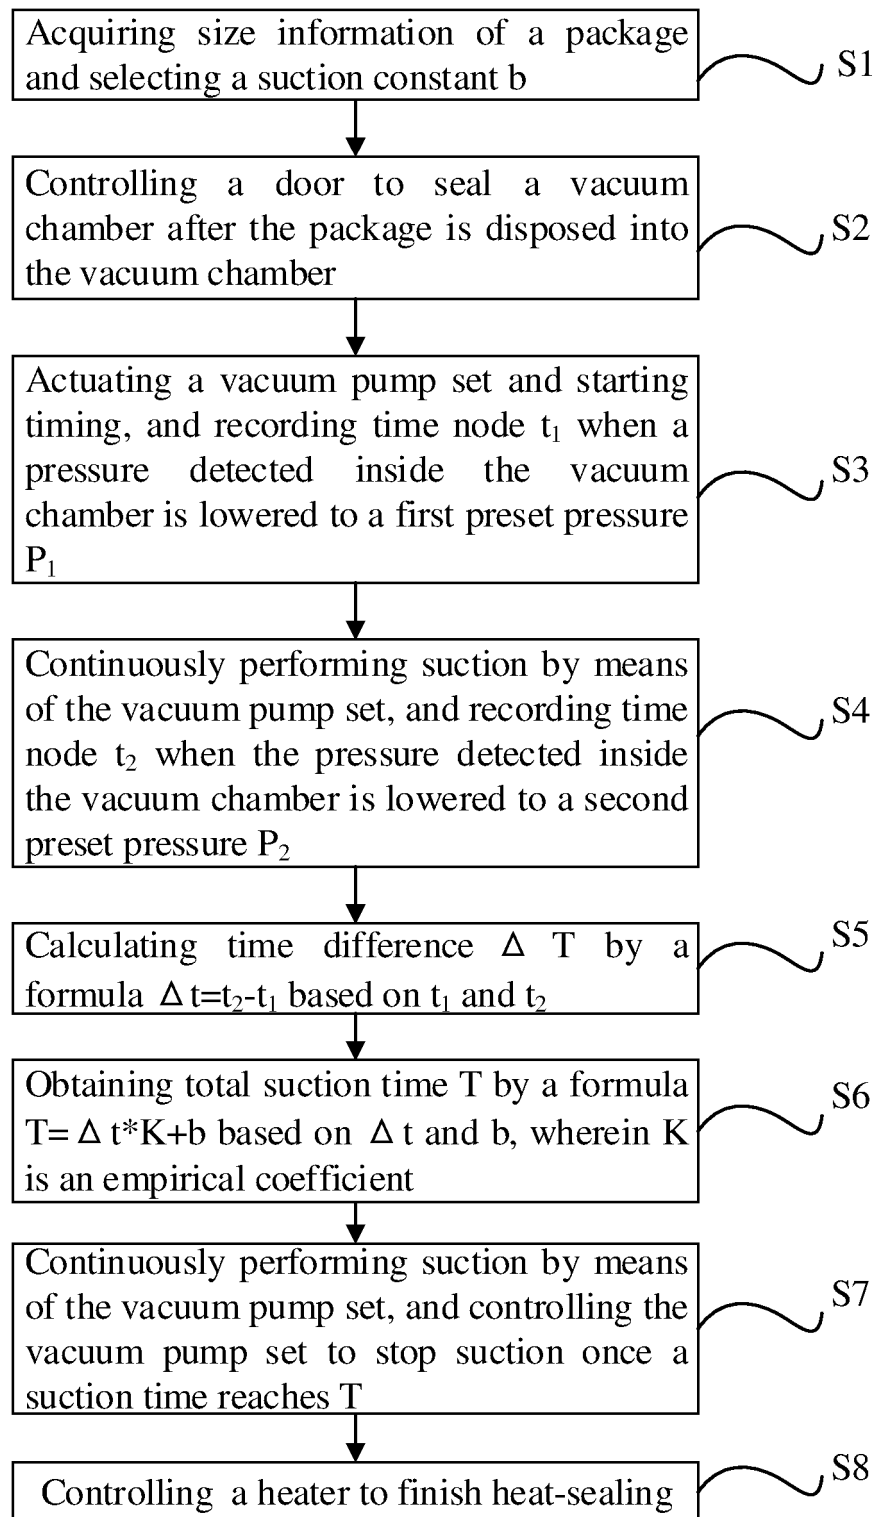 Acquiring size information of a package
and selecting a suction constant b
S1
Controlling a door to seal a vacuum
chamber after the package is disposed into
the vacuum chamber
S2
Actuating a vacuum pump set and starting
timing, and recording time node t₁ when a
pressure detected inside the vacuum
chamber is lowered to a first preset pressure
P₁
S3
Continuously performing suction by means
of the vacuum pump set, and recording time
node t₂ when the pressure detected inside
the vacuum chamber is lowered to a second
preset pressure P₂
S4
Calculating time difference Δ T by a
formula Δt=t₂-t₁ based on t₁ and t₂
S5
Obtaining total suction time T by a formula
T=Δt*K+b based on Δt and b, wherein K
is an empirical coefficient
S6
Continuously performing suction by means
of the vacuum pump set, and controlling the
vacuum pump set to stop suction once a
suction time reaches T
S7
Controlling a heater to finish heat-sealing
S8